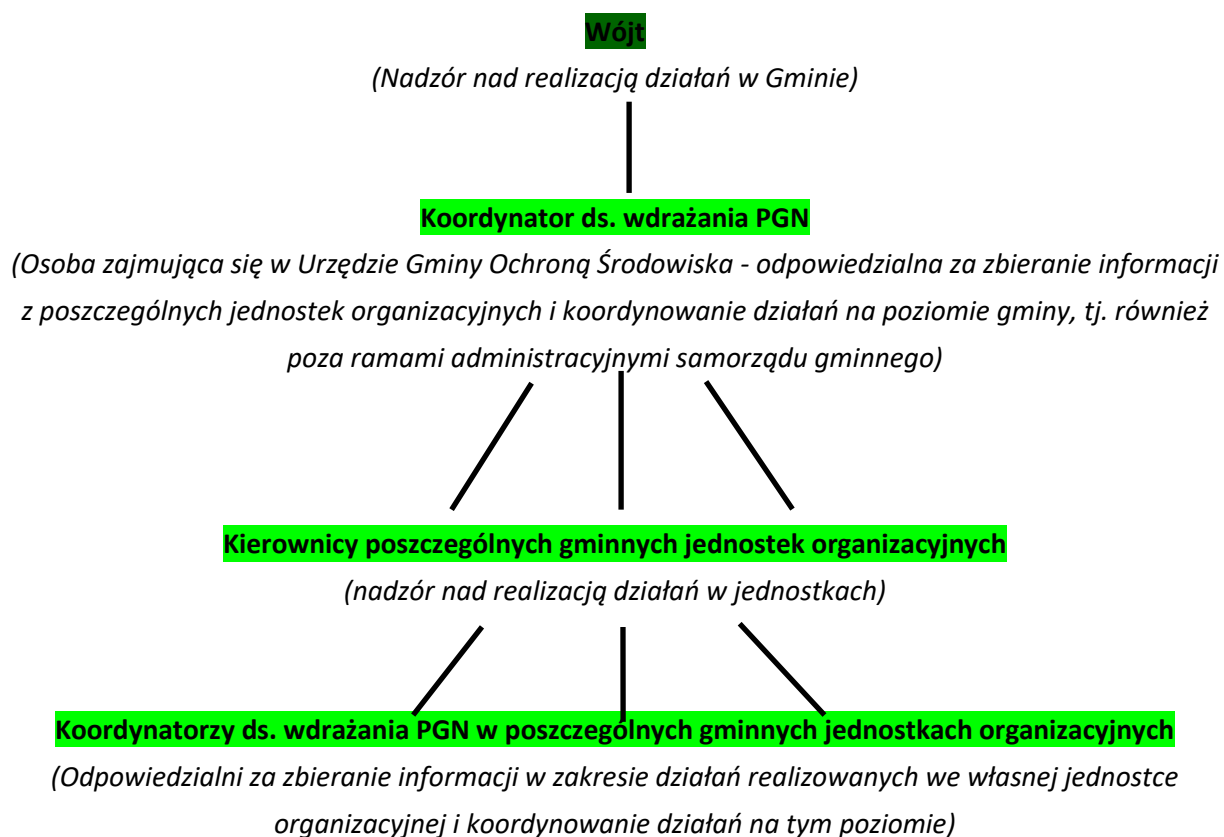 Wójt
(Nadzór nad realizacją działań w Gminie)
Koordynator ds. wdrażania PGN
(Osoba zajmująca się w Urzędzie Gminy Ochroną Środowiska - odpowiedzialna za zbieranie informacji
z poszczególnych jednostek organizacyjnych i koordynowanie działań na poziomie gminy, tj. również
poza ramami administracyjnymi samorządu gminnego)
Kierownicy poszczególnych gminnych jednostek organizacyjnych
(nadzór nad realizacją działań w jednostkach)
Koordynatorzy ds. wdrażania PGN w poszczególnych gminnych jednostkach organizacyjnych
(Odpowiedzialni za zbieranie informacji w zakresie działań realizowanych we własnej jednostce
organizacyjnej i koordynowanie działań na tym poziomie)